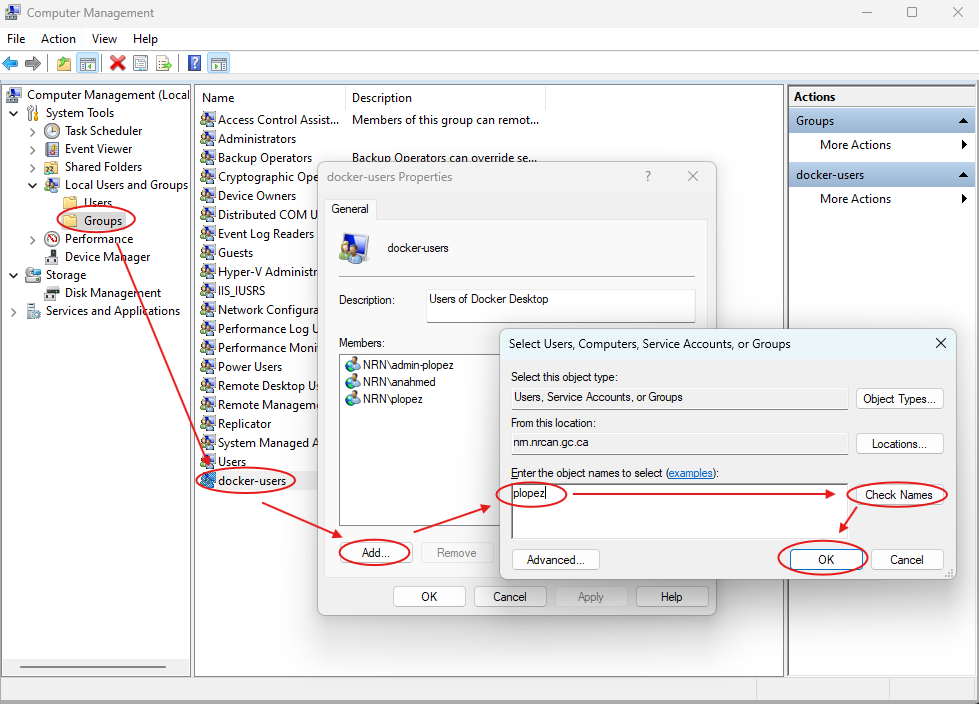 Computer Management
File Action View Help
Computer Management (Local
System Tools
Task Scheduler
Event Viewer
Shared Folders
Local Users and Groups
Users
Groups
Performance
Device Manager
Storage
Disk Management
Services and Applications
Name Description
Access Control Assist... Members of this group can remot...
Administrators
Backup Operators Backup Operators can override se...
Cryptographic Ope
Device Owners
Distributed COM U
Event Log Readers
Guests
Hyper-V Administr
IIS_IUSRS
Network Configura
Performance Log U
Performance Moni
Power Users
Remote Desktop Us
Remote Manageme
Replicator
System Managed A
Users
docker-users
docker-users Properties ?
General
docker-users
Description: Users of Docker Desktop
Members:
NRN\admin-plopez
NRN\anahmed
NRN\plopez
Add... Remove
OK Cancel Apply Help
Select Users, Computers, Service Accounts, or Groups
Select this object type:
Users, Service Accounts, or Groups Object Types...
From this location:
nrn.nrcan.gc.ca Locations...
Enter the object names to select (examples):
plopez Check Names
Advanced... OK Cancel
Actions
Groups
More Actions
docker-users
More Actions